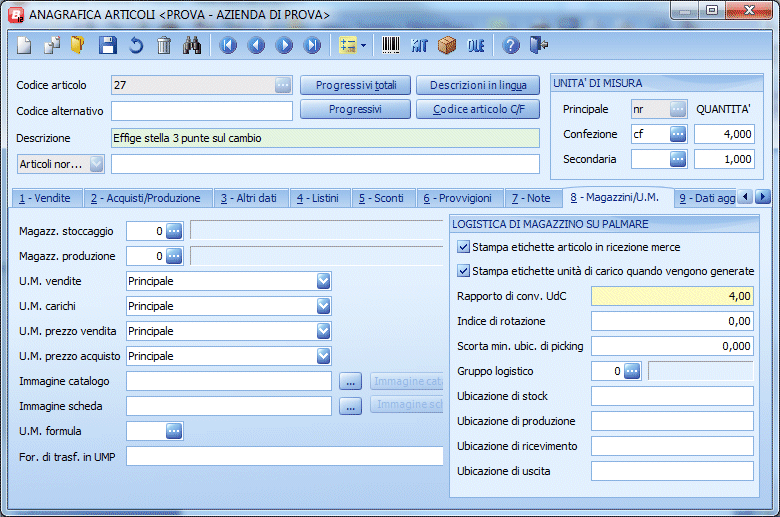 ANAGRAFICA ARTICOLI <PROVA - AZIENDA DI PROVA>
KIT OLE
Codice articolo 27 ... Progressivi totali Descrizioni in lingua
Codice alternativo Progressivi Codice articolo C/F
Descrizione Effige stella 3 punte sul cambio
Articoli nor...
UNITA' DI MISURA
Principale nr ... QUANTITA'
Confezione cf ... 4,000
Secondaria ... 1,000
1 - Vendite 2 - Acquisti/Produzione 3 - Altri dati 4 - Listini 5 - Sconti 6 - Provvigioni 7 - Note 8 - Magazzini/U.M. 9 - Dati agg
Magazz. stoccaggio 0 ...
Magazz. produzione 0 ...
U.M. vendite Principale
U.M. carichi Principale
U.M. prezzo vendita Principale
U.M. prezzo acquisto Principale
Immagine catalogo ... Immagine cata
Immagine scheda ... Immagine sch
U.M. formula ...
For. di trasf. in UMP
LOGISTICA DI MAGAZZINO SU PALMARE
Stampa etichette articolo in ricezione merce
Stampa etichette unità di carico quando vengono generate
Rapporto di conv. UdC 4,00
Indice di rotazione 0,00
Scorta min. ubic. di picking 0,000
Gruppo logistico 0 ...
Ubicazione di stock
Ubicazione di produzione
Ubicazione di ricevimento
Ubicazione di uscita